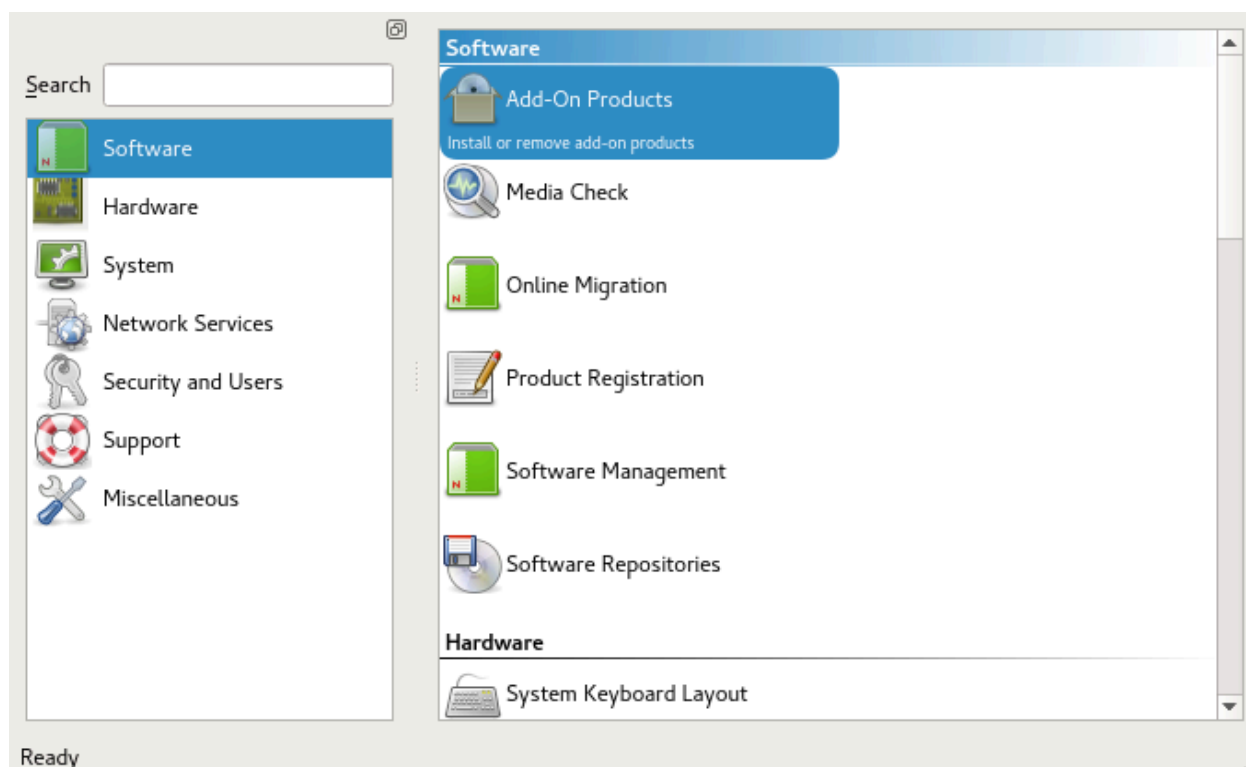 Search
Software
Hardware
System
Network Services
Security and Users
Support
Miscellaneous
Software
Add-On Products
Install or remove add-on products
Media Check
Online Migration
Product Registration
Software Management
Software Repositories
Hardware
System Keyboard Layout
Ready